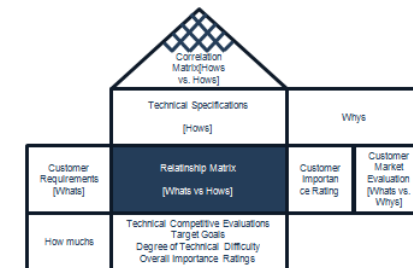 Correlation
Matrix[Hows
vs. Hows]
Technical Specifications
[Hows]
Whys
Customer
Requirements
[Whats]
Relatinship Matrix
[Whats vs Hows]
Customer
Importan
ce Rating
Customer
Market
Evaluation
[Whats vs.
Whys]
How muchs
Technical Competitive Evaluations
Target Goals
Degree of Technical Difficulty
Overall Importance Ratings